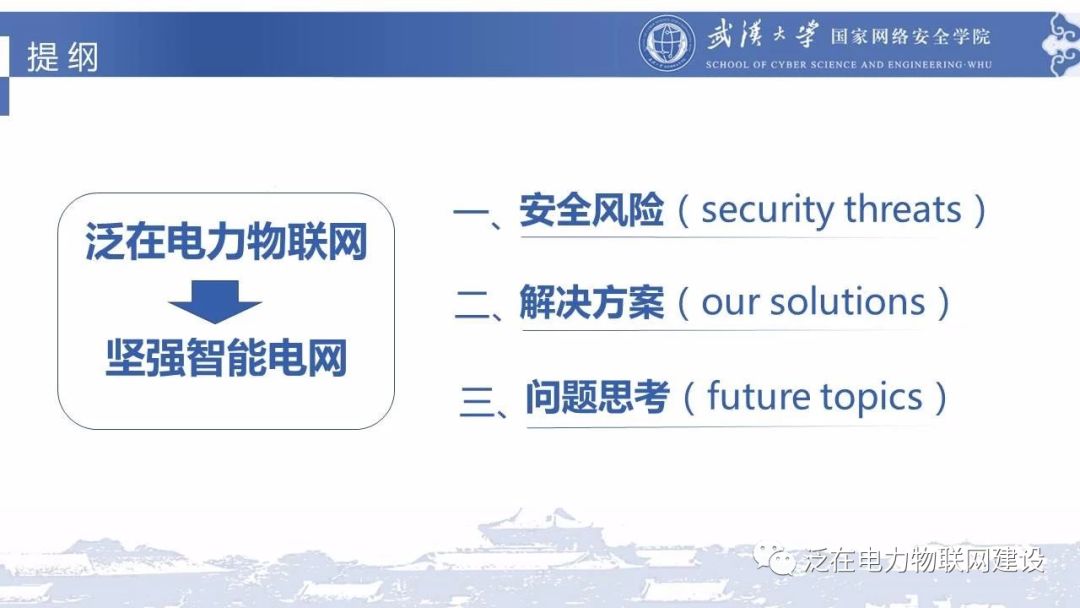 提纲
武汉大学 国家网络安全学院
SCHOOL OF CYBER SCIENCE AND ENGINEERING·WHU
泛在电力物联网
坚强智能电网
一、安全风险（security threats）
二、解决方案（our solutions）
三、问题思考（future topics）
泛在电力物联网建设